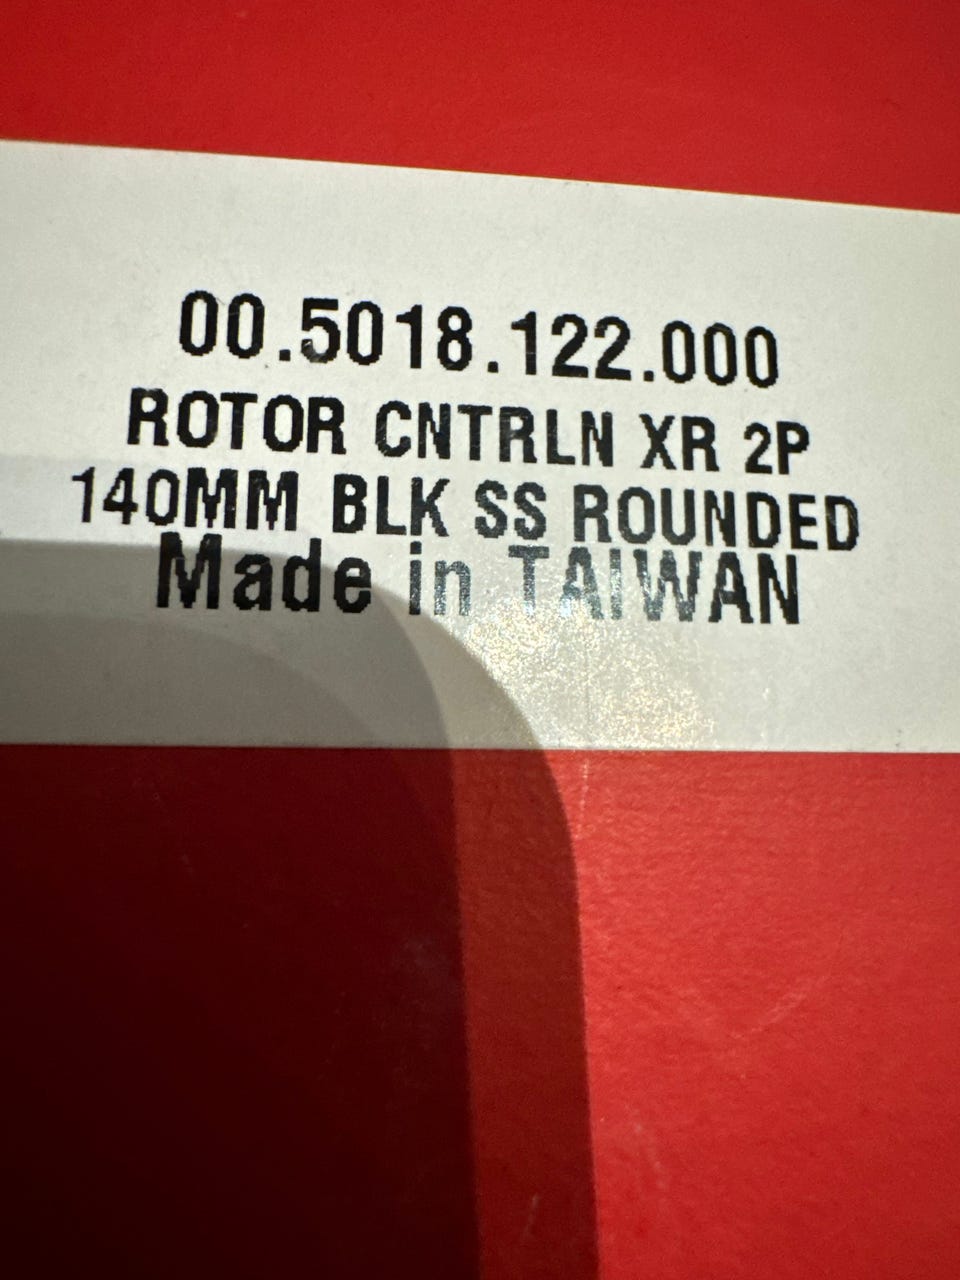 00.5018.122.000
ROTOR CNTRLN XR 2P
140MM BLK SS ROUNDED
Made in TAIWAN